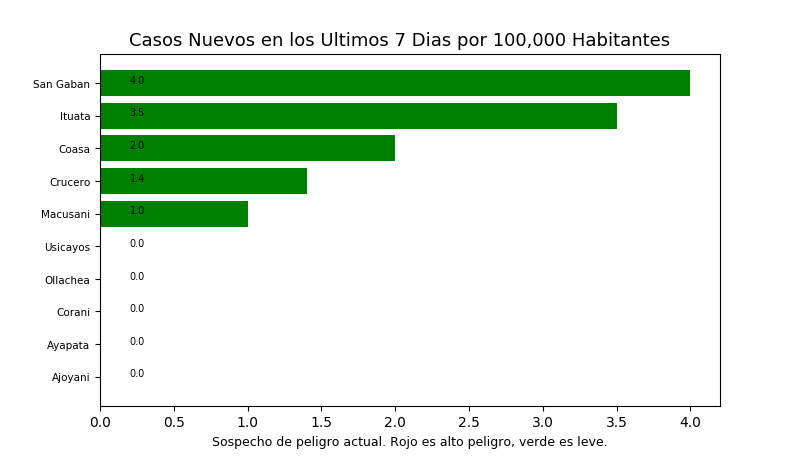 Casos Nuevos en los Ultimos 7 Dias por 100,000 Habitantes
San Gaban 4.0
Ituata 3.5
Coasa 2.0
Crucero 1.4
Macusani 1.0
Usicayos 0.0
Ollachea 0.0
Corani 0.0
Ayapata 0.0
Ajoyani 0.0
0.0 0.5 1.0 1.5 2.0 2.5 3.0 3.5 4.0
Sospecho de peligro actual. Rojo es alto peligro, verde es leve.